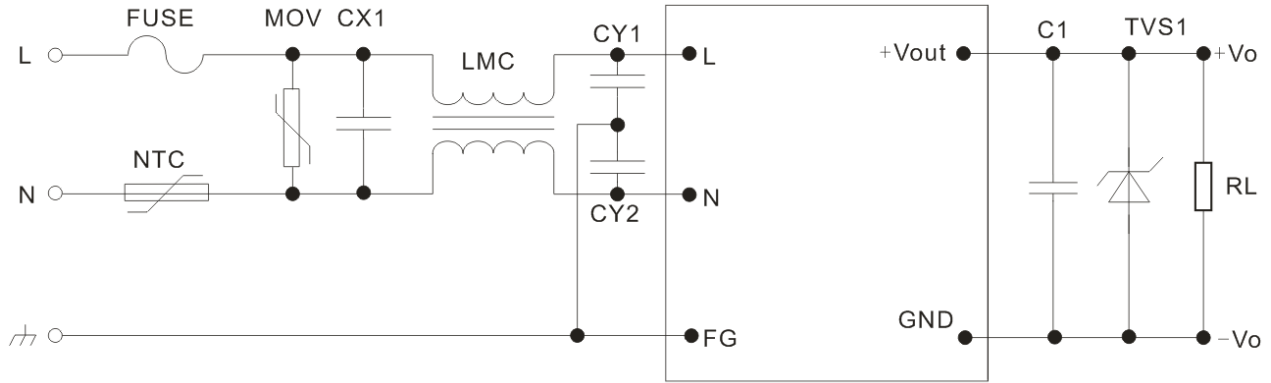 FUSE MOV CX1
L
LMC
CY1
L
+Vout
C1
TVS1
+Vo
NTC
N
CY2
N
RL
FG
GND
-Vo